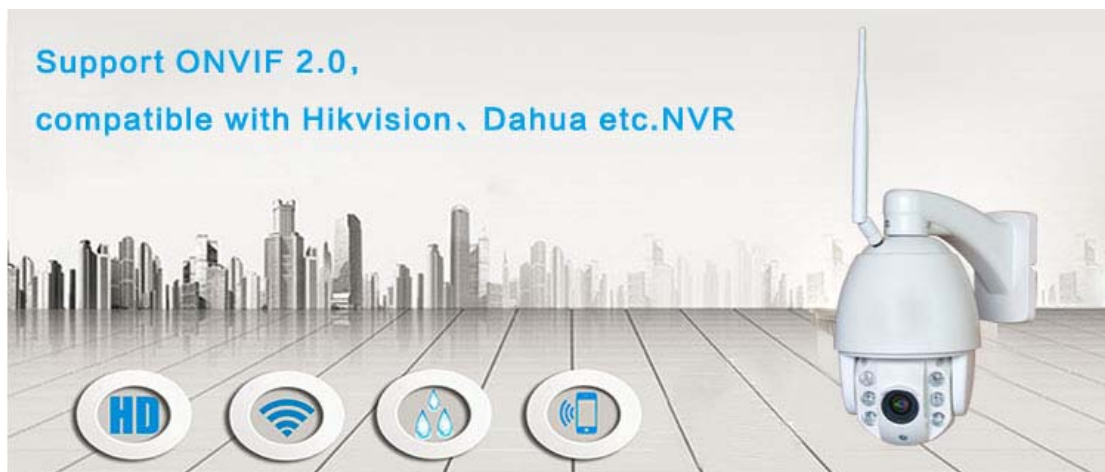 Support ONVIF 2.0,
compatible with Hikvision、Dahua etc.NVR
HD